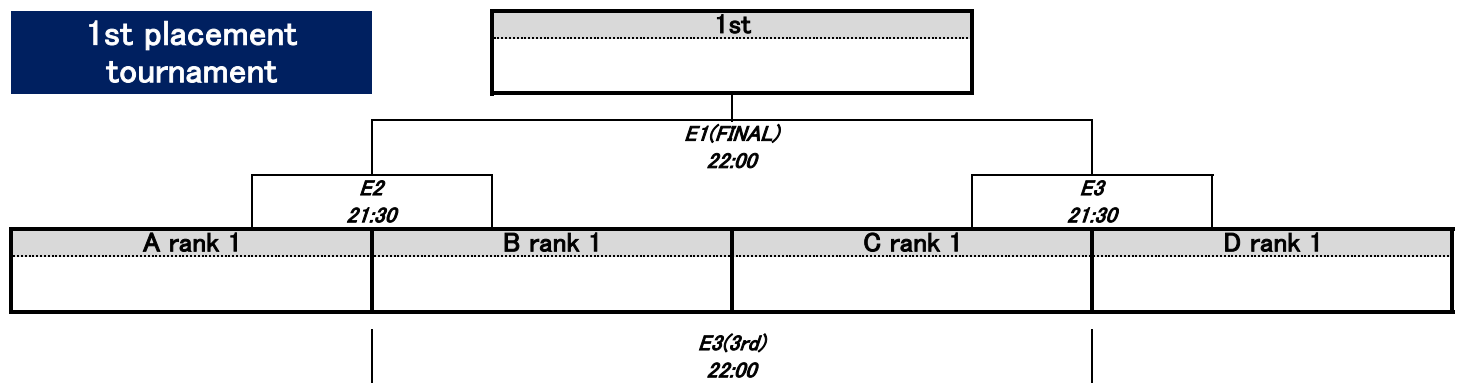 1st placement
tournament
1st
E1(FINAL)
22:00
E2
21:30
E3
21:30
A rank 1
B rank 1
C rank 1
D rank 1
E3(3rd)
22:00